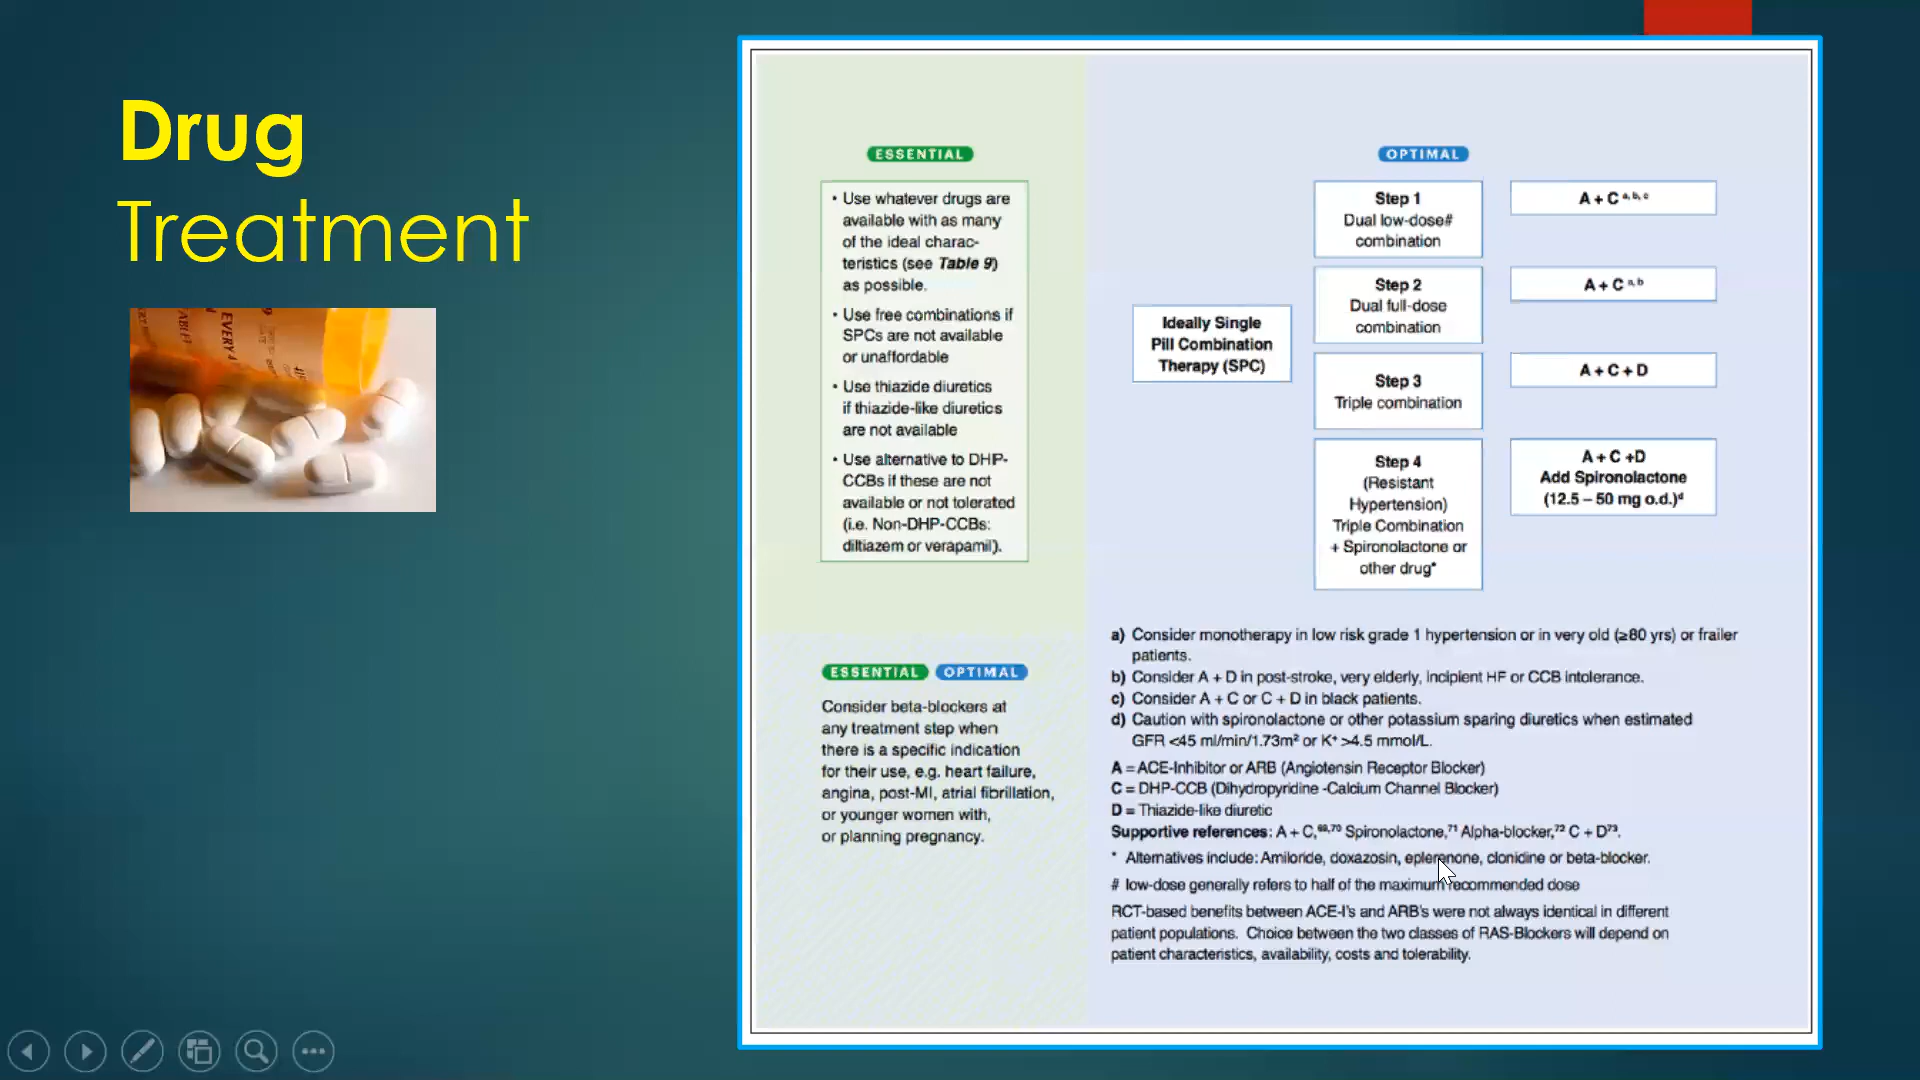 Drug
Treatment
EVERY 4
ESSENTIAL
• Use whatever drugs are
available with as many
of the ideal charac-
teristics (see Table 9)
as possible.
• Use free combinations if
SPCs are not available
or unaffordable
• Use thiazide diuretics
if thiazide-like diuretics
are not available
• Use alternative to DHP-
CCBs if these are not
available or not tolerated
(i.e. Non-DHP-CCBs:
diltiazem or verapamil).
ESSENTIAL OPTIMAL
Consider beta-blockers at
any treatment step when
there is a specific indication
for their use, e.g. heart failure,
angina, post-MI, atrial fibrillation,
or younger women with,
or planning pregnancy.
OPTIMAL
Ideally Single
Pill Combination
Therapy (SPC)
Step 1
Dual low-dose#
combination
A + C a, b, c
Step 2
Dual full-dose
combination
A + C a, b
Step 3
Triple combination
A + C + D
Step 4
(Resistant
Hypertension)
Triple Combination
+ Spironolactone or
other drug*
A + C +D
Add Spironolactone
(12.5 – 50 mg o.d.)d
a) Consider monotherapy in low risk grade 1 hypertension or in very old (≥80 yrs) or frailer
patients.
b) Consider A + D in post-stroke, very elderly, incipient HF or CCB intolerance.
c) Consider A + C or C + D in black patients.
d) Caution with spironolactone or other potassium sparing diuretics when estimated
GFR <45 ml/min/1.73m² or K⁺ >4.5 mmol/L.
A = ACE-Inhibitor or ARB (Angiotensin Receptor Blocker)
C = DHP-CCB (Dihydropyridine -Calcium Channel Blocker)
D = Thiazide-like diuretic
Supportive references: A + C,⁶⁹,⁷⁰ Spironolactone,⁷¹ Alpha-blocker,⁷² C + D⁷³.
* Alternatives include: Amiloride, doxazosin, eplerenone, clonidine or beta-blocker.
# low-dose generally refers to half of the maximum recommended dose
RCT-based benefits between ACE-I's and ARB's were not always identical in different
patient populations. Choice between the two classes of RAS-Blockers will depend on
patient characteristics, availability, costs and tolerability.